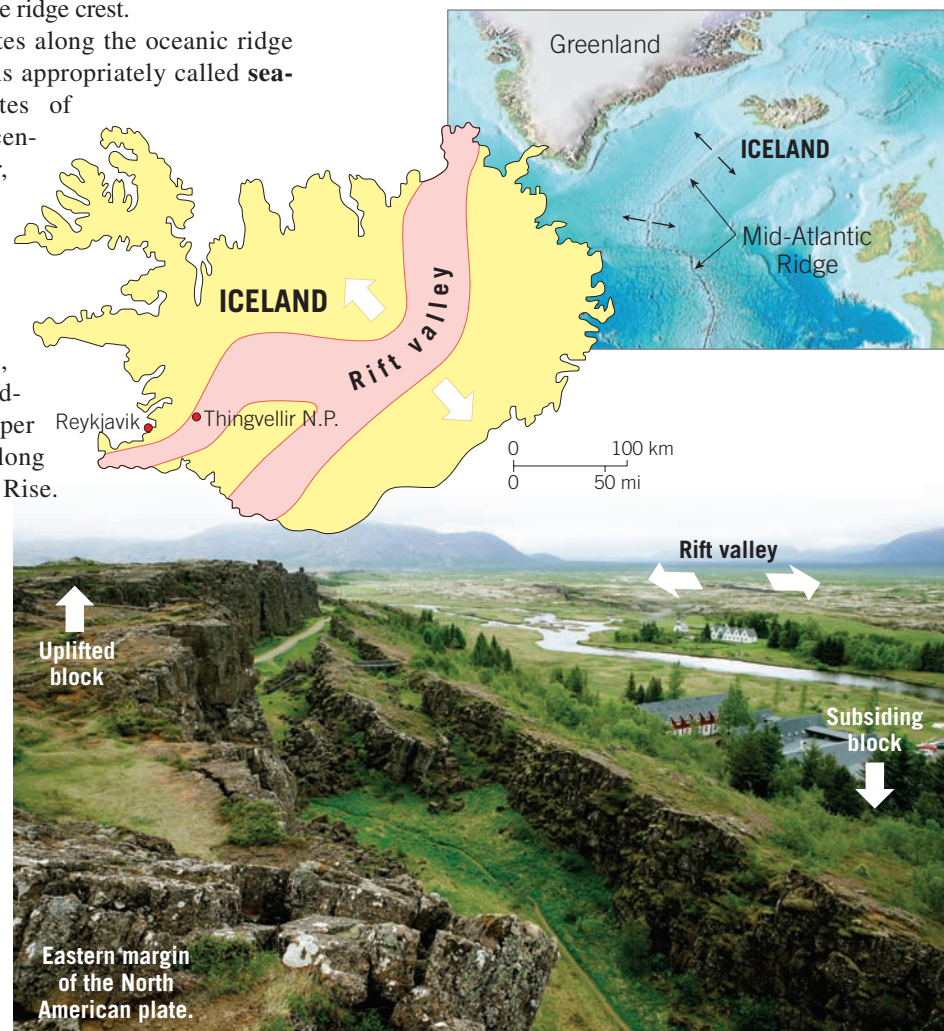 e ridge crest.
tes along the oceanic ridge
is appropriately called sea-
tes of
cen-
r,
,
d-
per
long
Rise.
Greenland
ICELAND
Mid-Atlantic
Ridge
ICELAND
Rift valley
Reykjavik
Thingvellir N.P.
0 100 km
0 50 mi
Rift valley
Uplifted
block
Subsiding
block
Eastern margin
of the North
American plate.